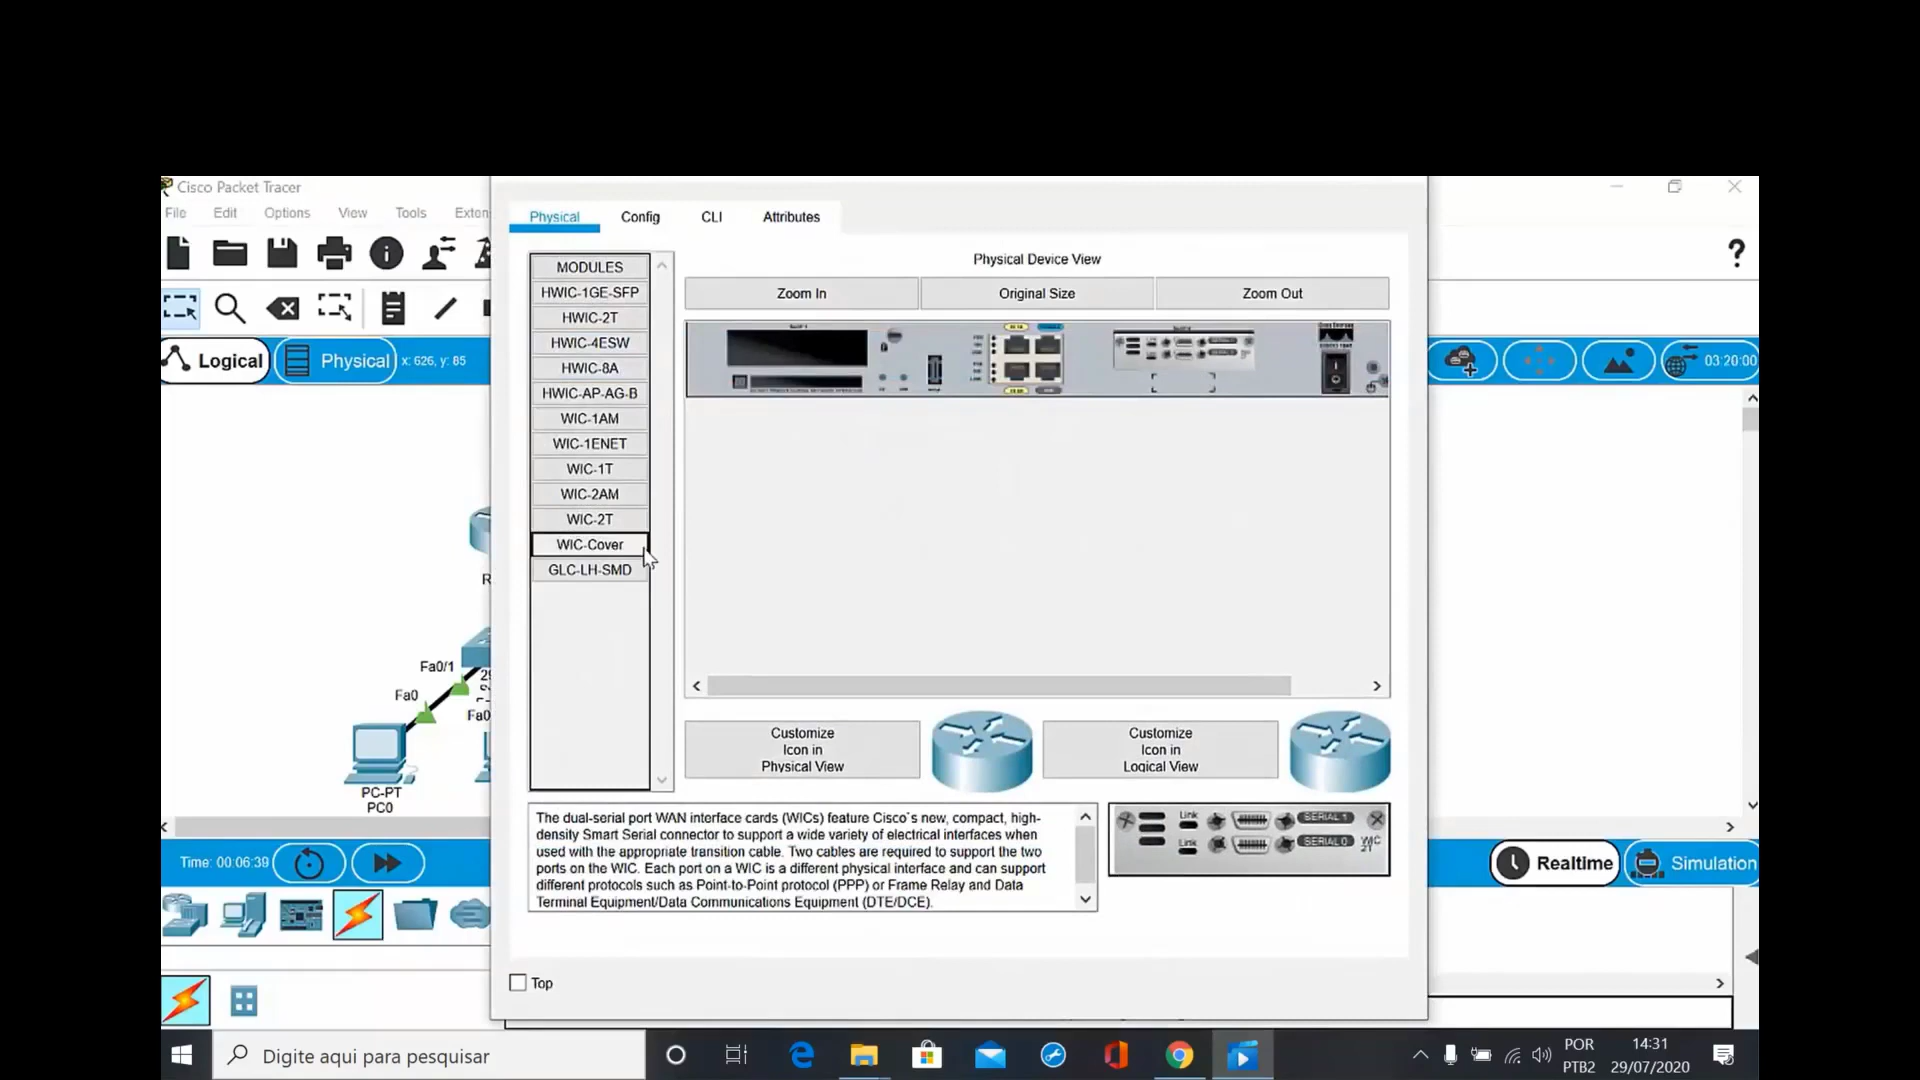 Cisco Packet Tracer
File Edit Options View Tools Exten
Physical Config CLI Attributes
?
MODULES
HWIC-1GE-SFP
HWIC-2T
HWIC-4ESW
HWIC-8A
HWIC-AP-AG-B
WIC-1AM
WIC-1ENET
WIC-1T
WIC-2AM
WIC-2T
WIC-Cover
GLC-LH-SMD
Physical Device View
Zoom In Original Size Zoom Out
Logical Physical x: 626, y: 85
03:20:00
R
Fa0/1
Fa0
29
Fa0
PC-PT
PC0
Customize
Icon in
Physical View
Customize
Icon in
Logical View
The dual-serial port WAN interface cards (WICs) feature Cisco`s new, compact, high-
density Smart Serial connector to support a wide variety of electrical interfaces when
used with the appropriate transition cable. Two cables are required to support the two
ports on the WIC. Each port on a WIC is a different physical interface and can support
different protocols such as Point-to-Point protocol (PPP) or Frame Relay and Data
Terminal Equipment/Data Communications Equipment (DTE/DCE).
Link SERIAL 1
Link SERIAL 0 WIC
2T
Time: 00:06:39
Realtime Simulation
Top
Digite aqui para pesquisar
POR
PTB2
14:31
29/07/2020